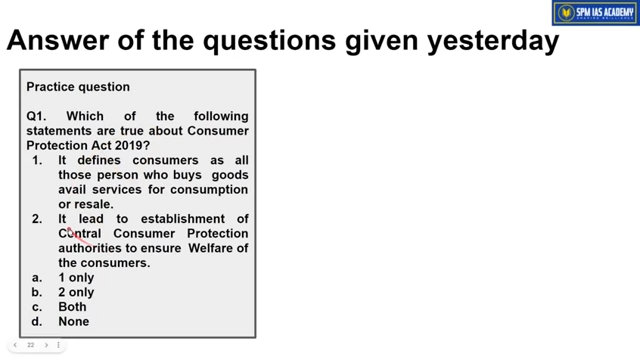 SPM IAS ACADEMY
Answer of the questions given yesterday
Practice question
Q1. Which of the following
statements are true about Consumer
Protection Act 2019?
1. It defines consumers as all
those person who buys goods
avail services for consumption
or resale.
2. It lead to establishment of
Central Consumer Protection
authorities to ensure Welfare of
the consumers.
a. 1 only
b. 2 only
c. Both
d. None
22